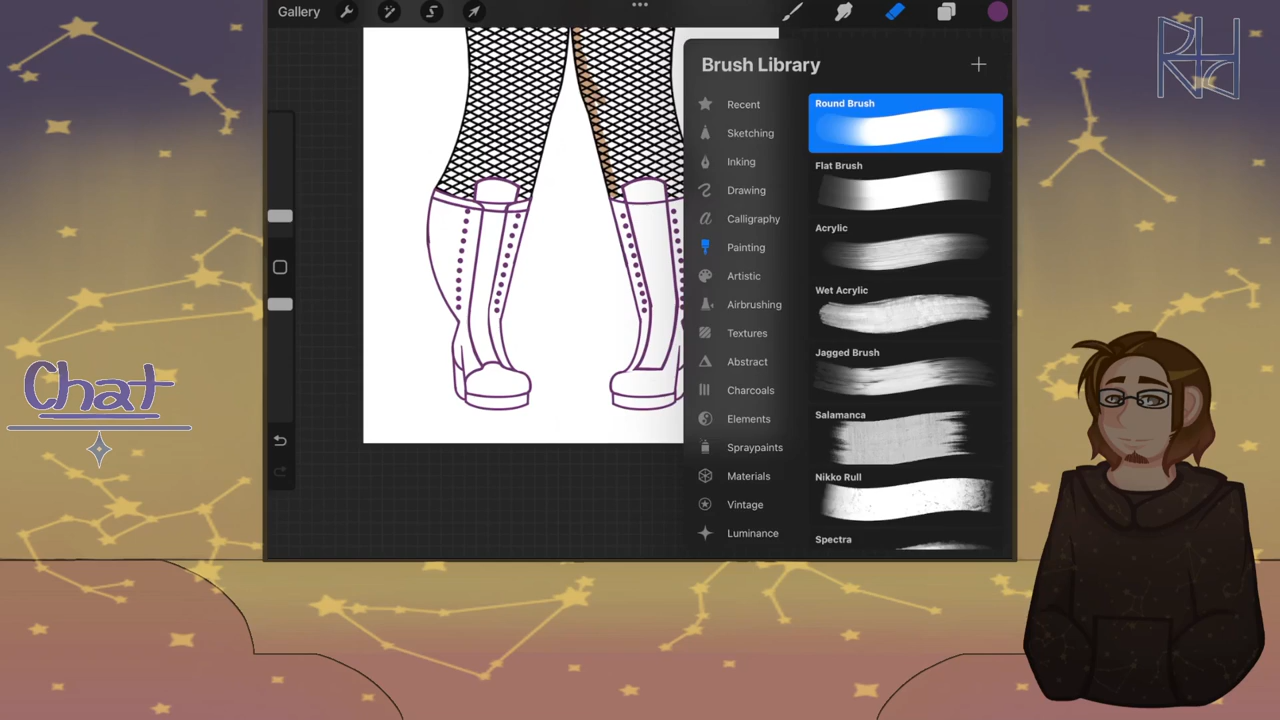 Gallery
Brush Library
Recent
Sketching
Inking
Drawing
Calligraphy
Painting
Artistic
Airbrushing
Textures
Abstract
Charcoals
Elements
Spraypaints
Materials
Vintage
Luminance
Round Brush
Flat Brush
Acrylic
Wet Acrylic
Jagged Brush
Salamanca
Nikko Rull
Spectra
Chat